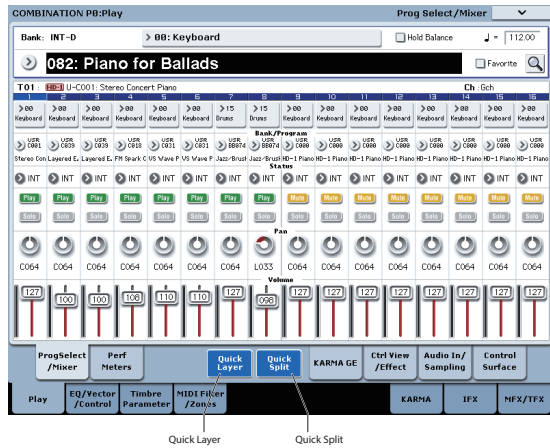 COMBINATION P0:Play Prog Select/Mixer
Bank: INT-D 00: Keyboard Hold Balance ♩ = 112.00
082: Piano for Ballads Favorite
T01 : HD-1 U-C001: Stereo Concert Piano Ch :Gch
1 2 3 4 5 6 7 8 9 10 11 12 13 14 15 16
>00 >00 >00 >00 >00 >00 >15 >15 >00 >00 >00 >00 >00 >00 >00 >00
Keyboard Keyboard Keyboard Keyboard Keyboard Keyboard Drums Drums Keyboard Keyboard Keyboard Keyboard Keyboard Keyboard Keyboard Keyboard
Bank/Program
USR USR USR USR USR USR USR USR USR USR USR USR USR USR USR USR
C001 C039 C039 C018 C031 C031 BB074 BB074 C000 C000 C000 C000 C000 C000 C000 C000
Stereo Con Layered E. Layered E. FM Spark C VS Wave P VS Wave P Jazz/Brush Jazz/Brush HD-1 Piano HD-1 Piano HD-1 Piano HD-1 Piano HD-1 Piano HD-1 Piano HD-1 Piano HD-1 Piano
Status
INT INT INT INT INT INT INT INT INT INT INT INT INT INT INT INT
Play Play Play Play Play Play Play Play Mute Mute Mute Mute Mute Mute Mute Mute
Solo Solo Solo Solo Solo Solo Solo Solo Solo Solo Solo Solo Solo Solo Solo Solo
Pan
C064 C064 C064 C064 C064 C064 C064 L033 C064 C064 C064 C064 C064 C064 C064 C064
Volume
127 100 100 108 110 110 127 098 127 127 127 127 127 127 127 127
ProgSelect /Mixer
Perf Meters
Quick Layer
Quick Split
KARMA GE
Ctrl View /Effect
Audio In/ Sampling
Control Surface
Play
EQ/Vector /Control
Timbre Parameter
MIDI Filter /Zones
KARMA
IFX
MFX/TFX
Quick Layer
Quick Split